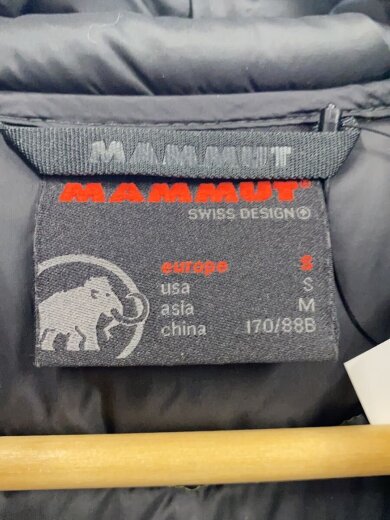 MAMMUT
MAMMUT
SWISS DESIGN
europe S
usa S
asia M
china 170/88B